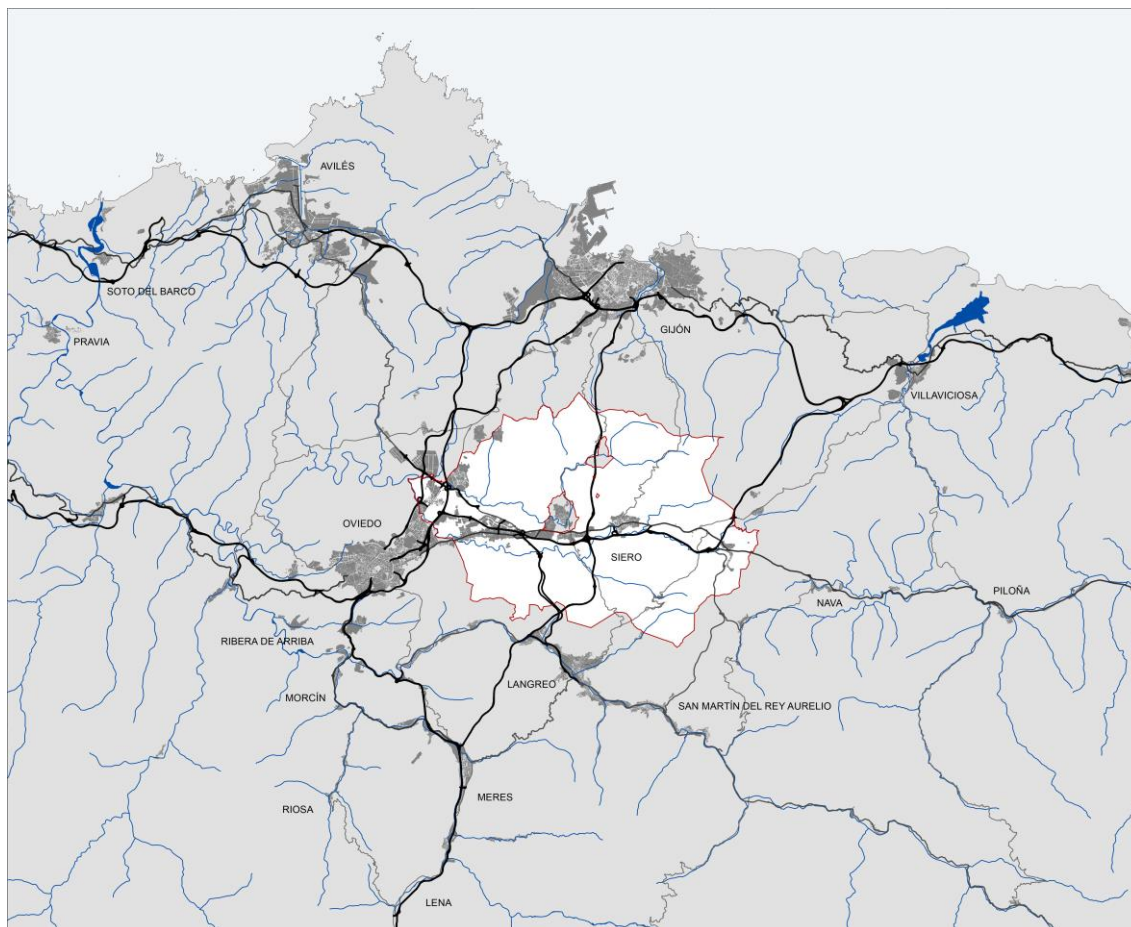 AVILÉS
SOTO DEL BARCO
GIJÓN
PRAVIA
VILLAVICIOSA
OVIEDO
SIERO
PILOÑA
NAVA
RIBERA DE ARRIBA
LANGREO
MORCÍN
SAN MARTÍN DEL REY AURELIO
MERES
RIOSA
LENA